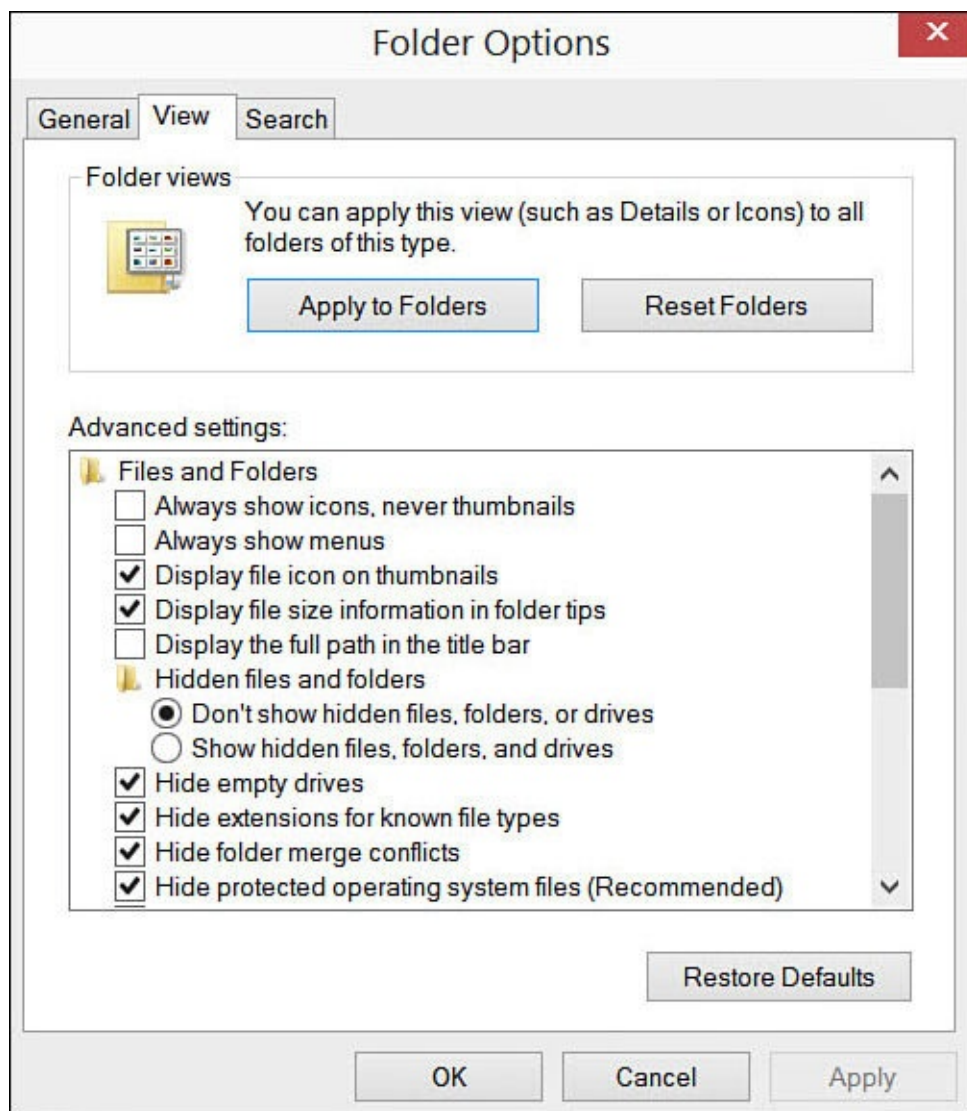 Folder Options
General View Search
Folder views
You can apply this view (such as Details or Icons) to all
folders of this type.
Apply to Folders Reset Folders
Advanced settings:
Files and Folders
Always show icons, never thumbnails
Always show menus
Display file icon on thumbnails
Display file size information in folder tips
Display the full path in the title bar
Hidden files and folders
Don't show hidden files, folders, or drives
Show hidden files, folders, and drives
Hide empty drives
Hide extensions for known file types
Hide folder merge conflicts
Hide protected operating system files (Recommended)
Restore Defaults
OK Cancel Apply